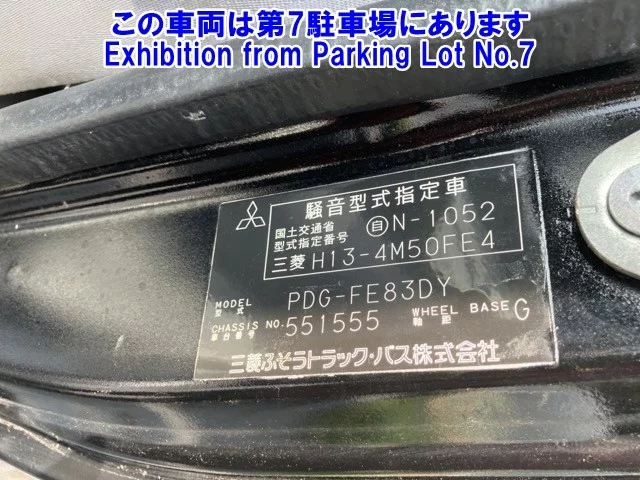 この車両は第7駐車場にあります
Exhibition from Parking Lot No.7
騒音型式指定車
国土交通省
型式指定番号 自N-1052
三菱 H13-4M50FE4
MODEL
型式 PDG-FE83DY
CHASSIS NO.
車台番号 551555 WHEEL BASE
軸距 G
三菱ふそうトラック・バス株式会社